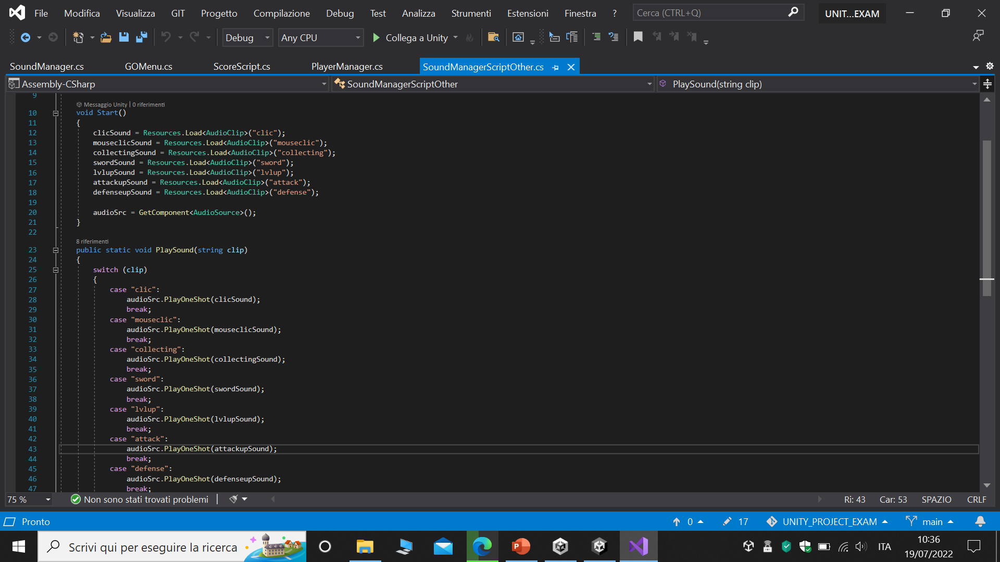 File Modifica Visualizza GIT Progetto Compilazione Debug Test Analizza Strumenti Estensioni Finestra ? Cerca (CTRL+Q) UNIT...EXAM
Debug Any CPU Collega a Unity
SoundManager.cs GOMenu.cs ScoreScript.cs PlayerManager.cs SoundManagerScriptOther.cs
Assembly-CSharp SoundManagerScriptOther PlaySound(string clip)
9
Messaggio Unity | 0 riferimenti
10 void Start()
11 {
12 clicSound = Resources.Load<AudioClip>("clic");
13 mouseclicSound = Resources.Load<AudioClip>("mouseclic");
14 collectingSound = Resources.Load<AudioClip>("collecting");
15 swordSound = Resources.Load<AudioClip>("sword");
16 lvlupSound = Resources.Load<AudioClip>("lvlup");
17 attackupSound = Resources.Load<AudioClip>("attack");
18 defenseupSound = Resources.Load<AudioClip>("defense");
19
20 audioSrc = GetComponent<AudioSource>();
21 }
22
8 riferimenti
23 public static void PlaySound(string clip)
24 {
25 switch (clip)
26 {
27 case "clic":
28 audioSrc.PlayOneShot(clicSound);
29 break;
30 case "mouseclic":
31 audioSrc.PlayOneShot(mouseclicSound);
32 break;
33 case "collecting":
34 audioSrc.PlayOneShot(collectingSound);
35 break;
36 case "sword":
37 audioSrc.PlayOneShot(swordSound);
38 break;
39 case "lvlup":
40 audioSrc.PlayOneShot(lvlupSound);
41 break;
42 case "attack":
43 audioSrc.PlayOneShot(attackupSound);
44 break;
45 case "defense":
46 audioSrc.PlayOneShot(defenseupSound);
47 break;
75 % Non sono stati trovati problemi Ri: 43 Car: 53 SPAZIO CRLF
Pronto 0 17 UNITY_PROJECT_EXAM main
Scrivi qui per eseguire la ricerca P ITA 10:36
19/07/2022